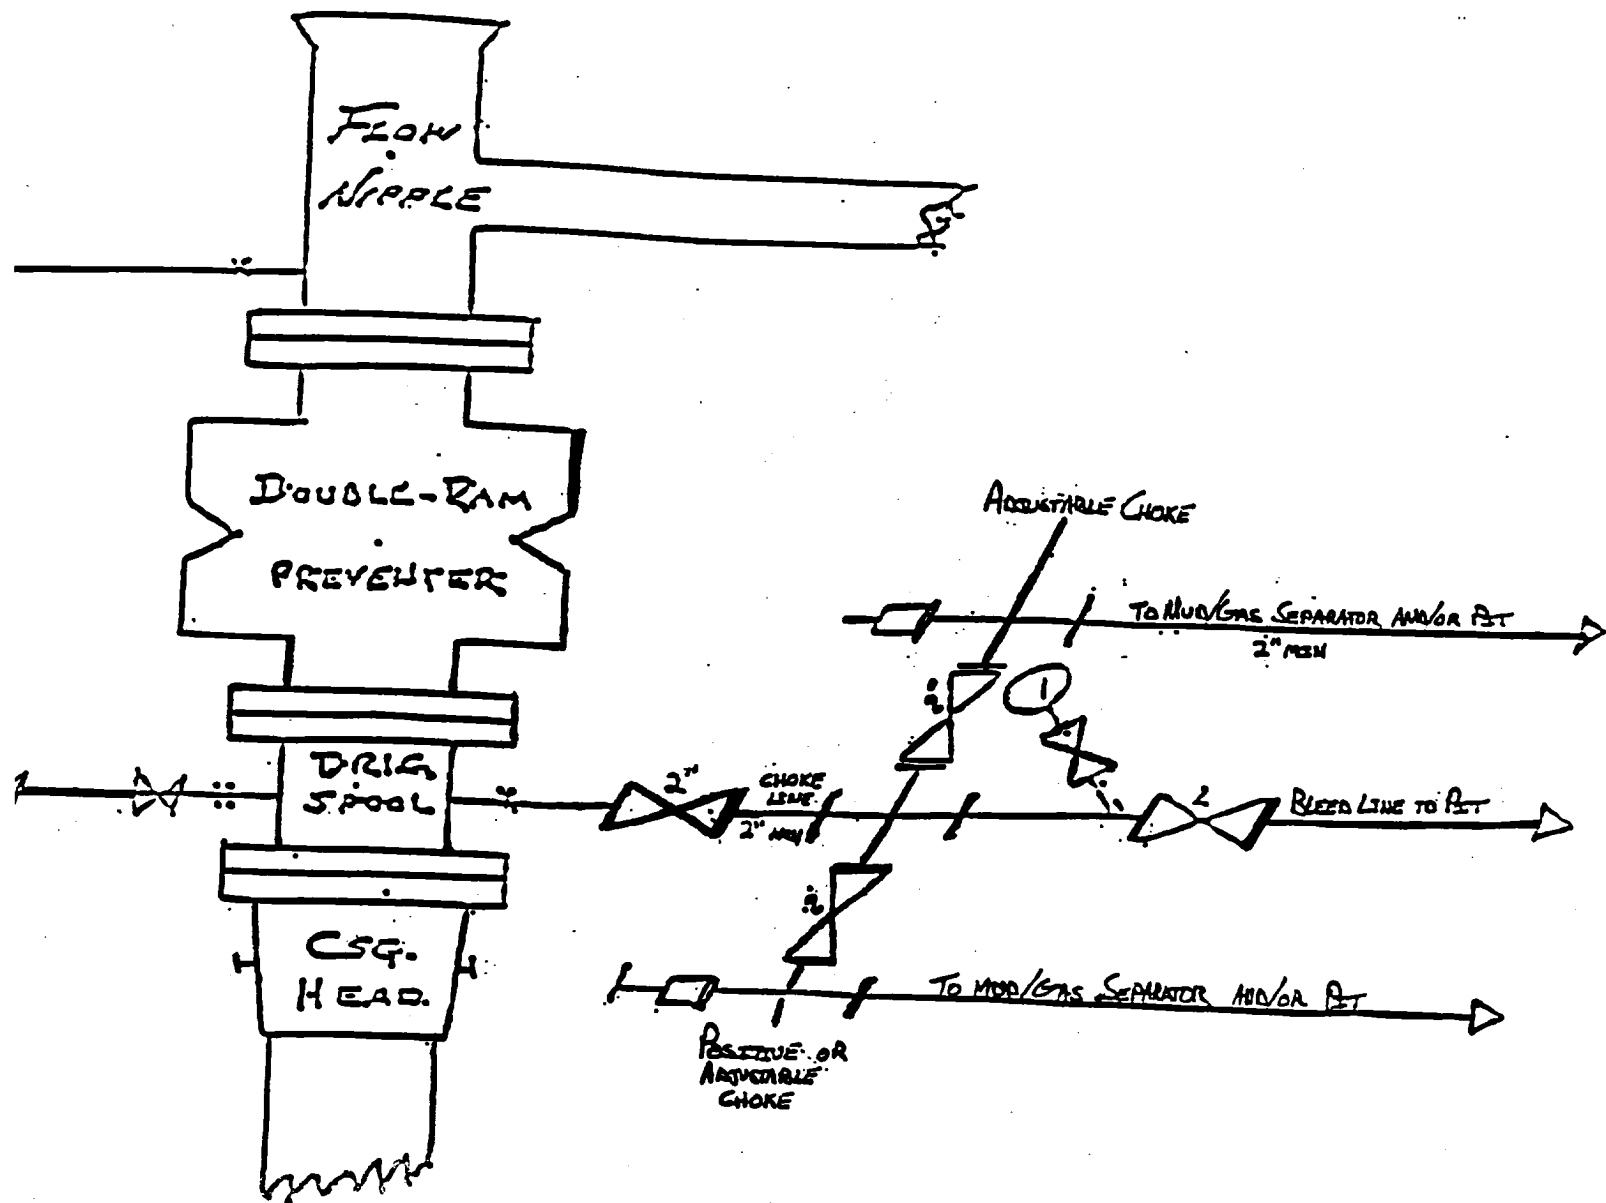 FLOW
NIPPLE
DOUBLE-RAM
PREVENTER
ADJUSTABLE CHOKE
TO MUD/GAS SEPARATOR AND/OR PIT
2" MIN
2"
1
DRLG
SPOOL
2"
CHOKE
LINE
2" MIN
2
BLEED LINE TO PIT
2"
CSG.
HEAD.
TO MUD/GAS SEPARATOR AND/OR PIT
POSITIVE OR
ADJUSTABLE
CHOKE